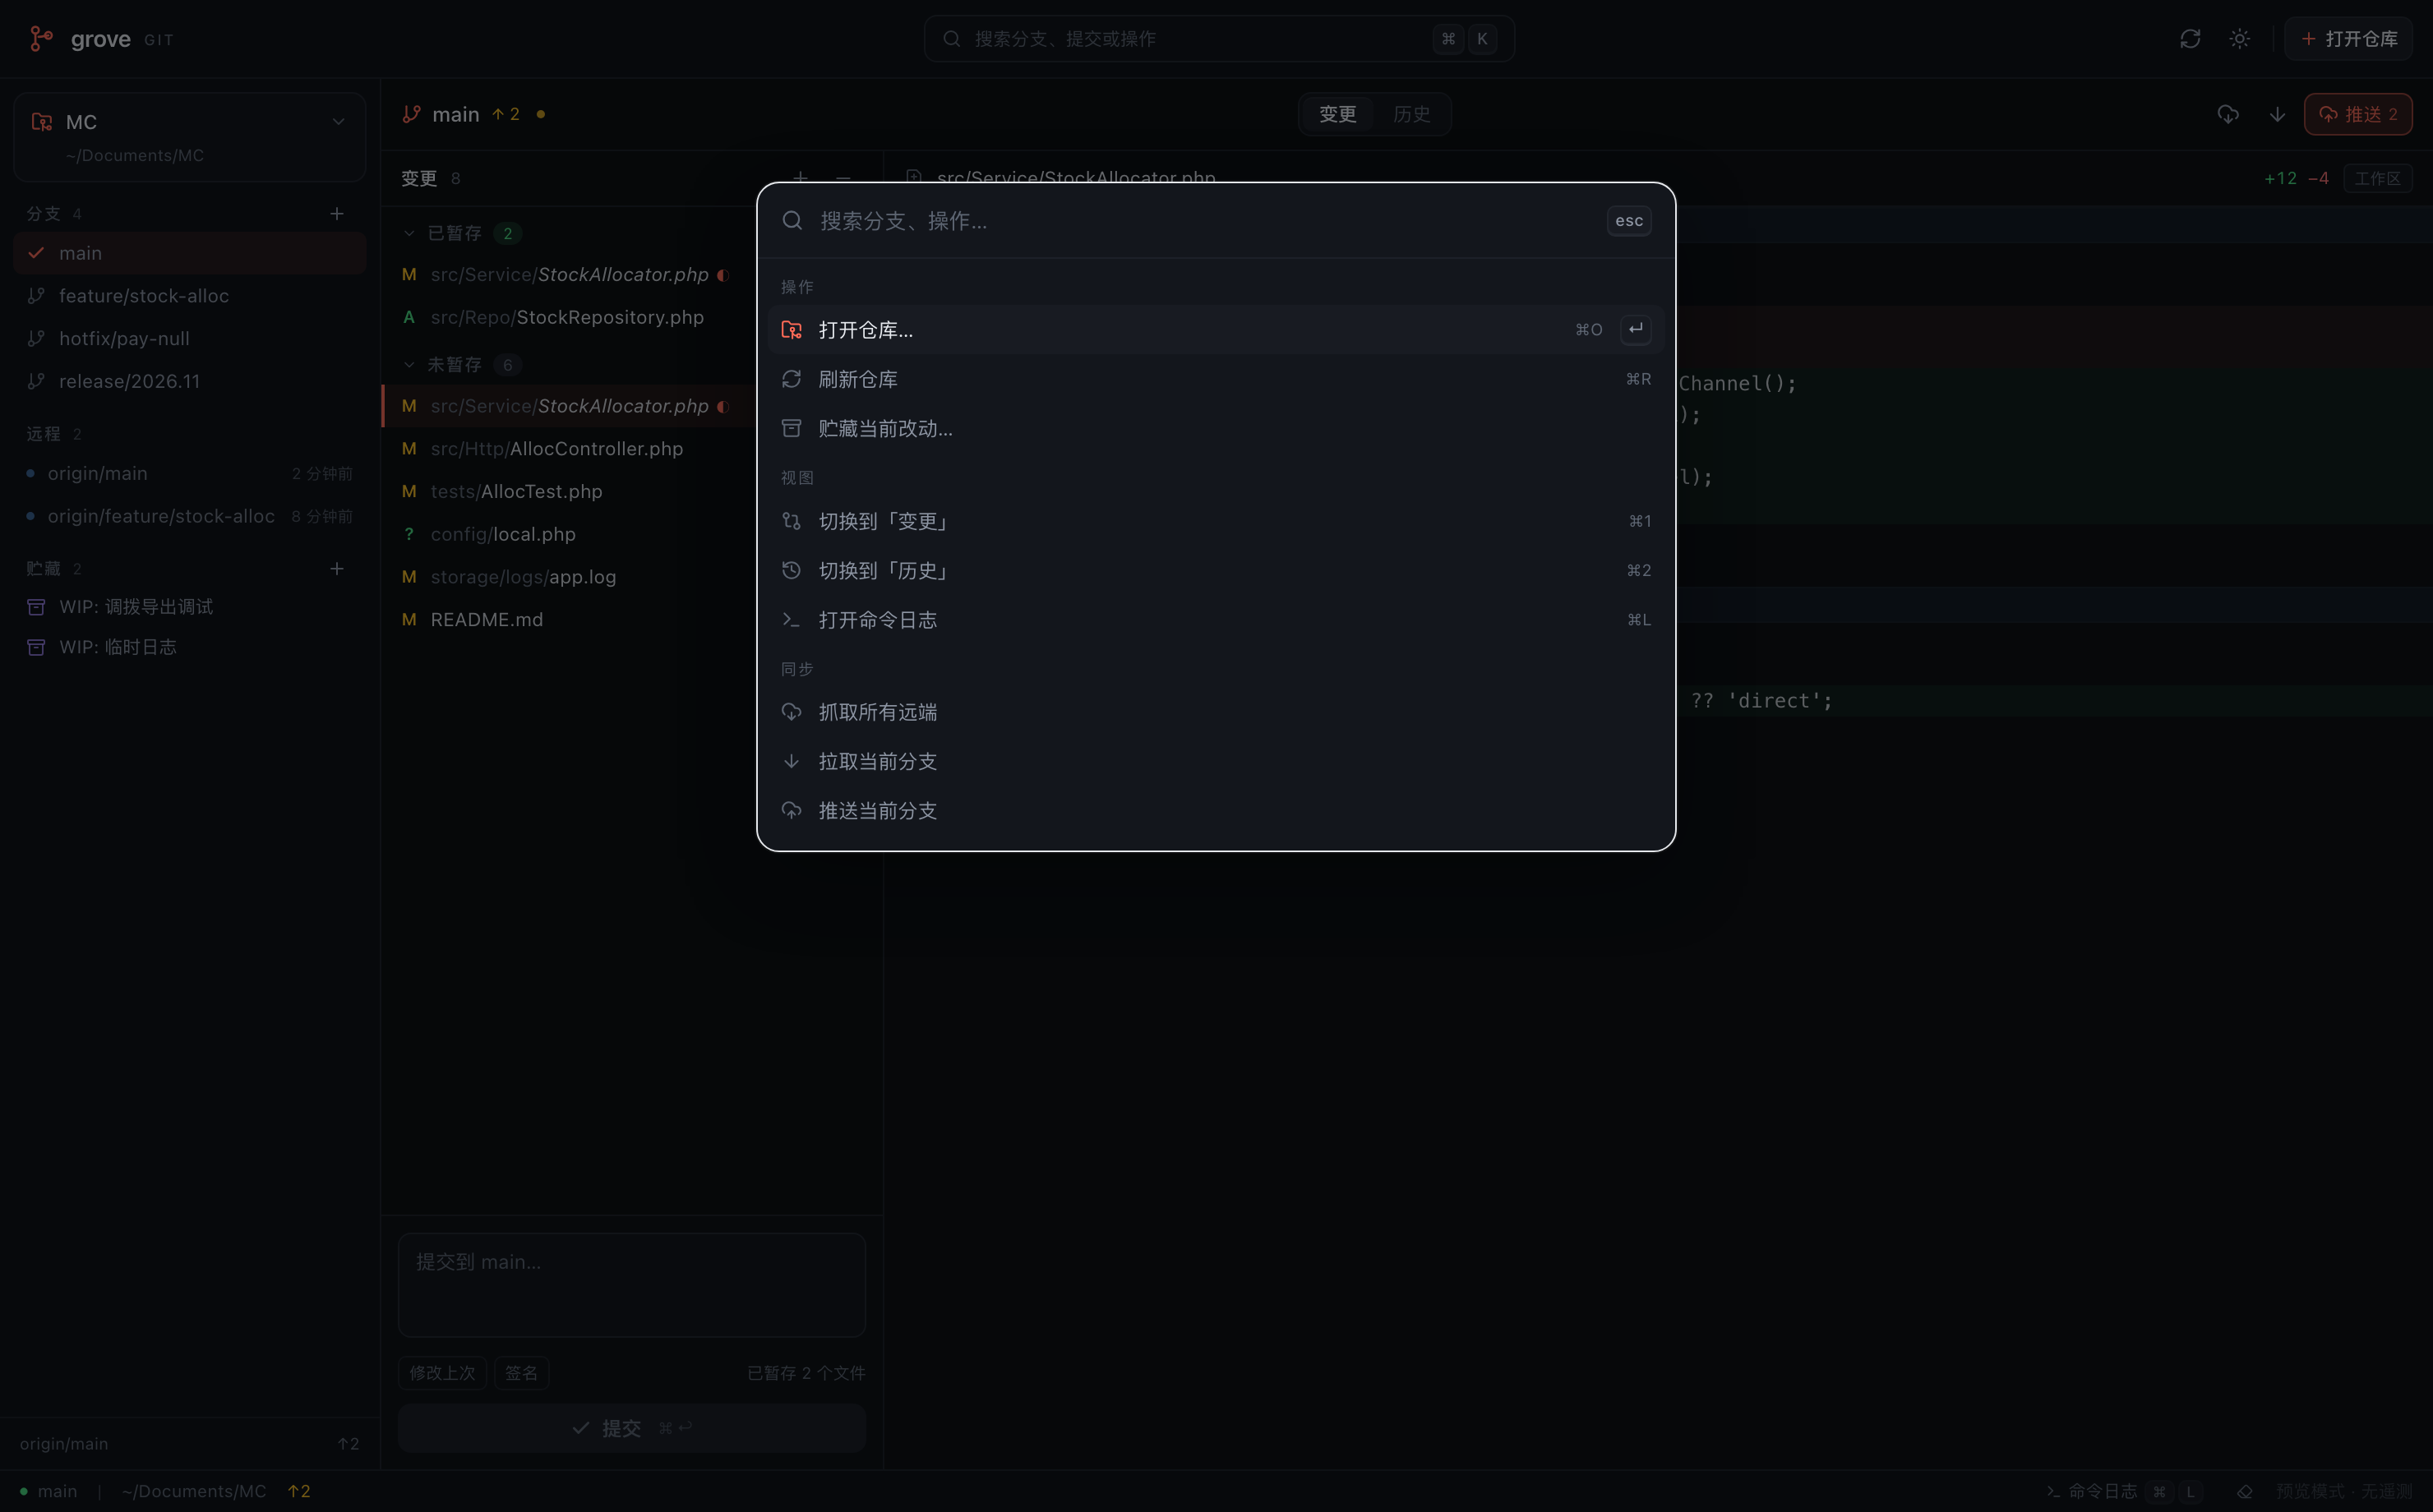 grove GIT
搜索分支、提交或操作 ⌘ K
打开仓库
MC
~/Documents/MC
分支 4
main
feature/stock-alloc
hotfix/pay-null
release/2026.11
远程 2
origin/main 2 分钟前
origin/feature/stock-alloc 8 分钟前
贮藏 2
WIP: 调拨导出调试
WIP: 临时日志
origin/main ↑2
main ↑ 2
变更 历史
推送 2
变更 8
已暂存 2
M src/Service/StockAllocator.php
A src/Repo/StockRepository.php
未暂存 6
M src/Service/StockAllocator.php
M src/Http/AllocController.php
M tests/AllocTest.php
? config/local.php
M storage/logs/app.log
M README.md
提交到 main...
修改上次 签名 已暂存 2 个文件
提交 ⌘ ↩
src/Service/StockAllocator.php
+12 −4 工作区
Channel();
);
l);
?? 'direct';
搜索分支、操作... esc
操作
打开仓库... ⌘O ↵
刷新仓库 ⌘R
贮藏当前改动...
视图
切换到「变更」 ⌘1
切换到「历史」 ⌘2
打开命令日志 ⌘L
同步
抓取所有远端
拉取当前分支
推送当前分支
main | ~/Documents/MC ↑2
命令日志 ⌘ L 预览模式 · 无遥测